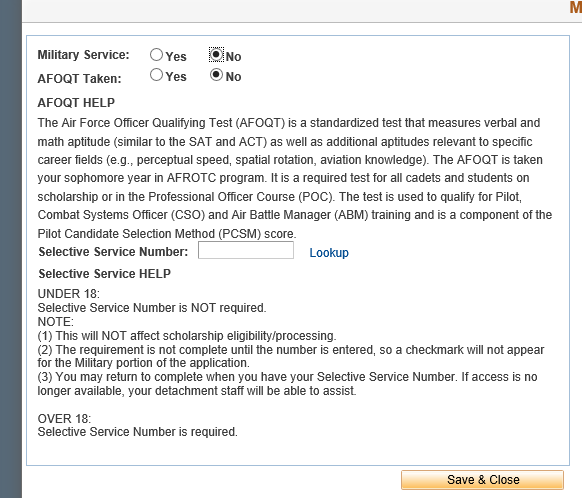 M
Military Service: Yes No
AFOQT Taken: Yes No
AFOQT HELP
The Air Force Officer Qualifying Test (AFOQT) is a standardized test that measures verbal and
math aptitude (similar to the SAT and ACT) as well as additional aptitudes relevant to specific
career fields (e.g., perceptual speed, spatial rotation, aviation knowledge). The AFOQT is taken
your sophomore year in AFROTC program. It is a required test for all cadets and students on
scholarship or in the Professional Officer Course (POC). The test is used to qualify for Pilot,
Combat Systems Officer (CSO) and Air Battle Manager (ABM) training and is a component of the
Pilot Candidate Selection Method (PCSM) score.
Selective Service Number: Lookup
Selective Service HELP
UNDER 18:
Selective Service Number is NOT required.
NOTE:
(1) This will NOT affect scholarship eligibility/processing.
(2) The requirement is not complete until the number is entered, so a checkmark will not appear
for the Military portion of the application.
(3) You may return to complete when you have your Selective Service Number. If access is no
longer available, your detachment staff will be able to assist.
OVER 18:
Selective Service Number is required.
Save & Close